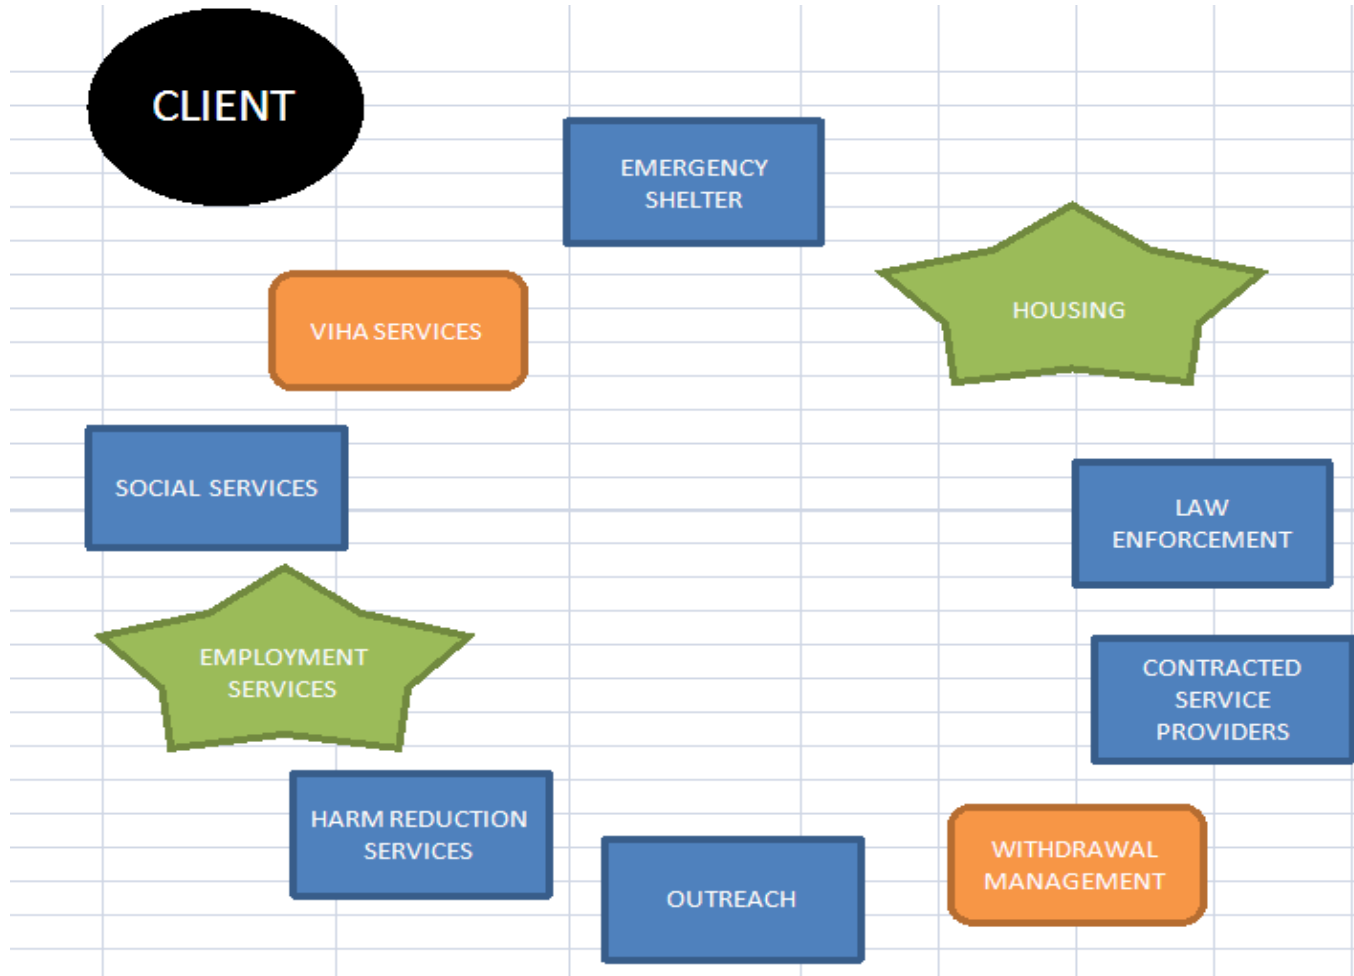 CLIENT
EMERGENCY
SHELTER
HOUSING
VIHA SERVICES
SOCIAL SERVICES
LAW
ENFORCEMENT
EMPLOYMENT
SERVICES
CONTRACTED
SERVICE
PROVIDERS
HARM REDUCTION
SERVICES
WITHDRAWAL
MANAGEMENT
OUTREACH